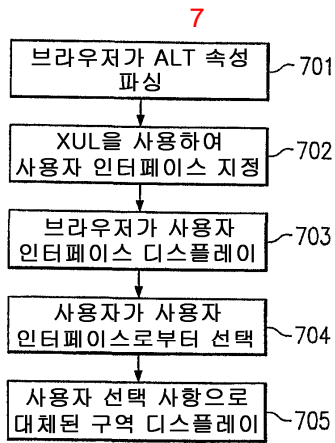 7
브라우저가 ALT 속성
파싱
701
XUL을 사용하여
사용자 인터페이스 지정
702
브라우저가 사용자
인터페이스 디스플레이
703
사용자가 사용자
인터페이스로부터 선택
704
사용자 선택 사항으로
대체된 구역 디스플레이
705